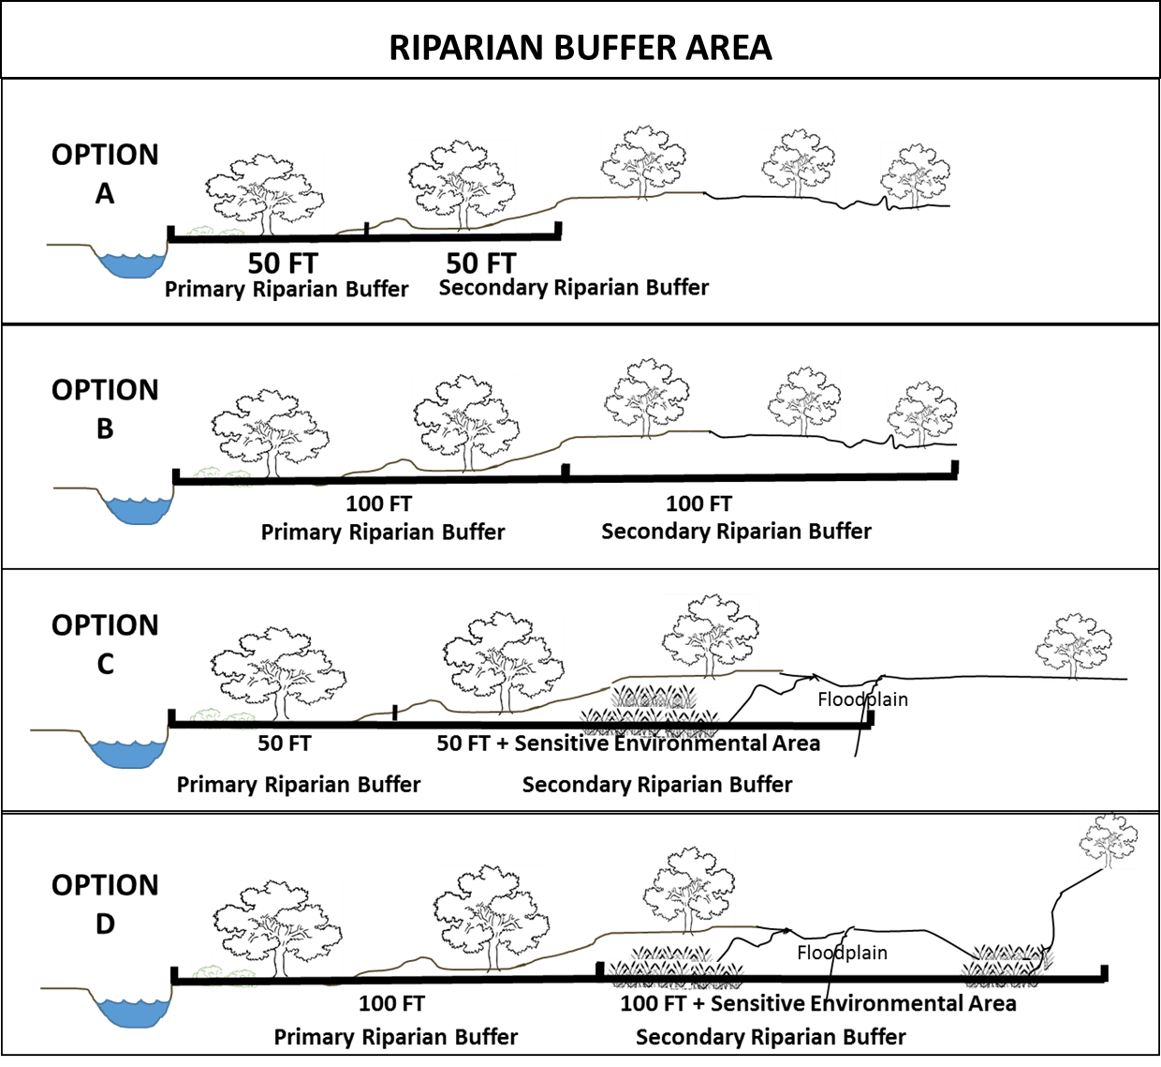 RIPARIAN BUFFER AREA
OPTION
A
50 FT
50 FT
Primary Riparian Buffer
Secondary Riparian Buffer
OPTION
B
100 FT
100 FT
Primary Riparian Buffer
Secondary Riparian Buffer
OPTION
C
Floodplain
50 FT
50 FT + Sensitive Environmental Area
Primary Riparian Buffer
Secondary Riparian Buffer
OPTION
D
Floodplain
100 FT
100 FT + Sensitive Environmental Area
Primary Riparian Buffer
Secondary Riparian Buffer